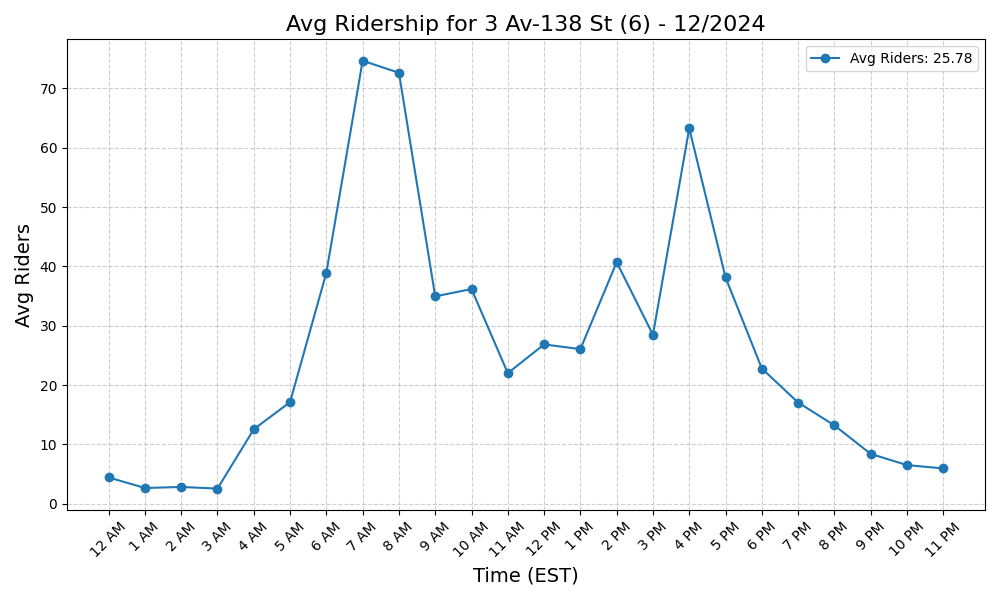 Avg Ridership for 3 Av-138 St (6) - 12/2024
Avg Riders: 25.78
Avg Riders
70
60
50
40
30
20
10
0
12 AM
1 AM
2 AM
3 AM
4 AM
5 AM
6 AM
7 AM
8 AM
9 AM
10 AM
11 AM
12 PM
1 PM
2 PM
3 PM
4 PM
5 PM
6 PM
7 PM
8 PM
9 PM
10 PM
11 PM
Time (EST)